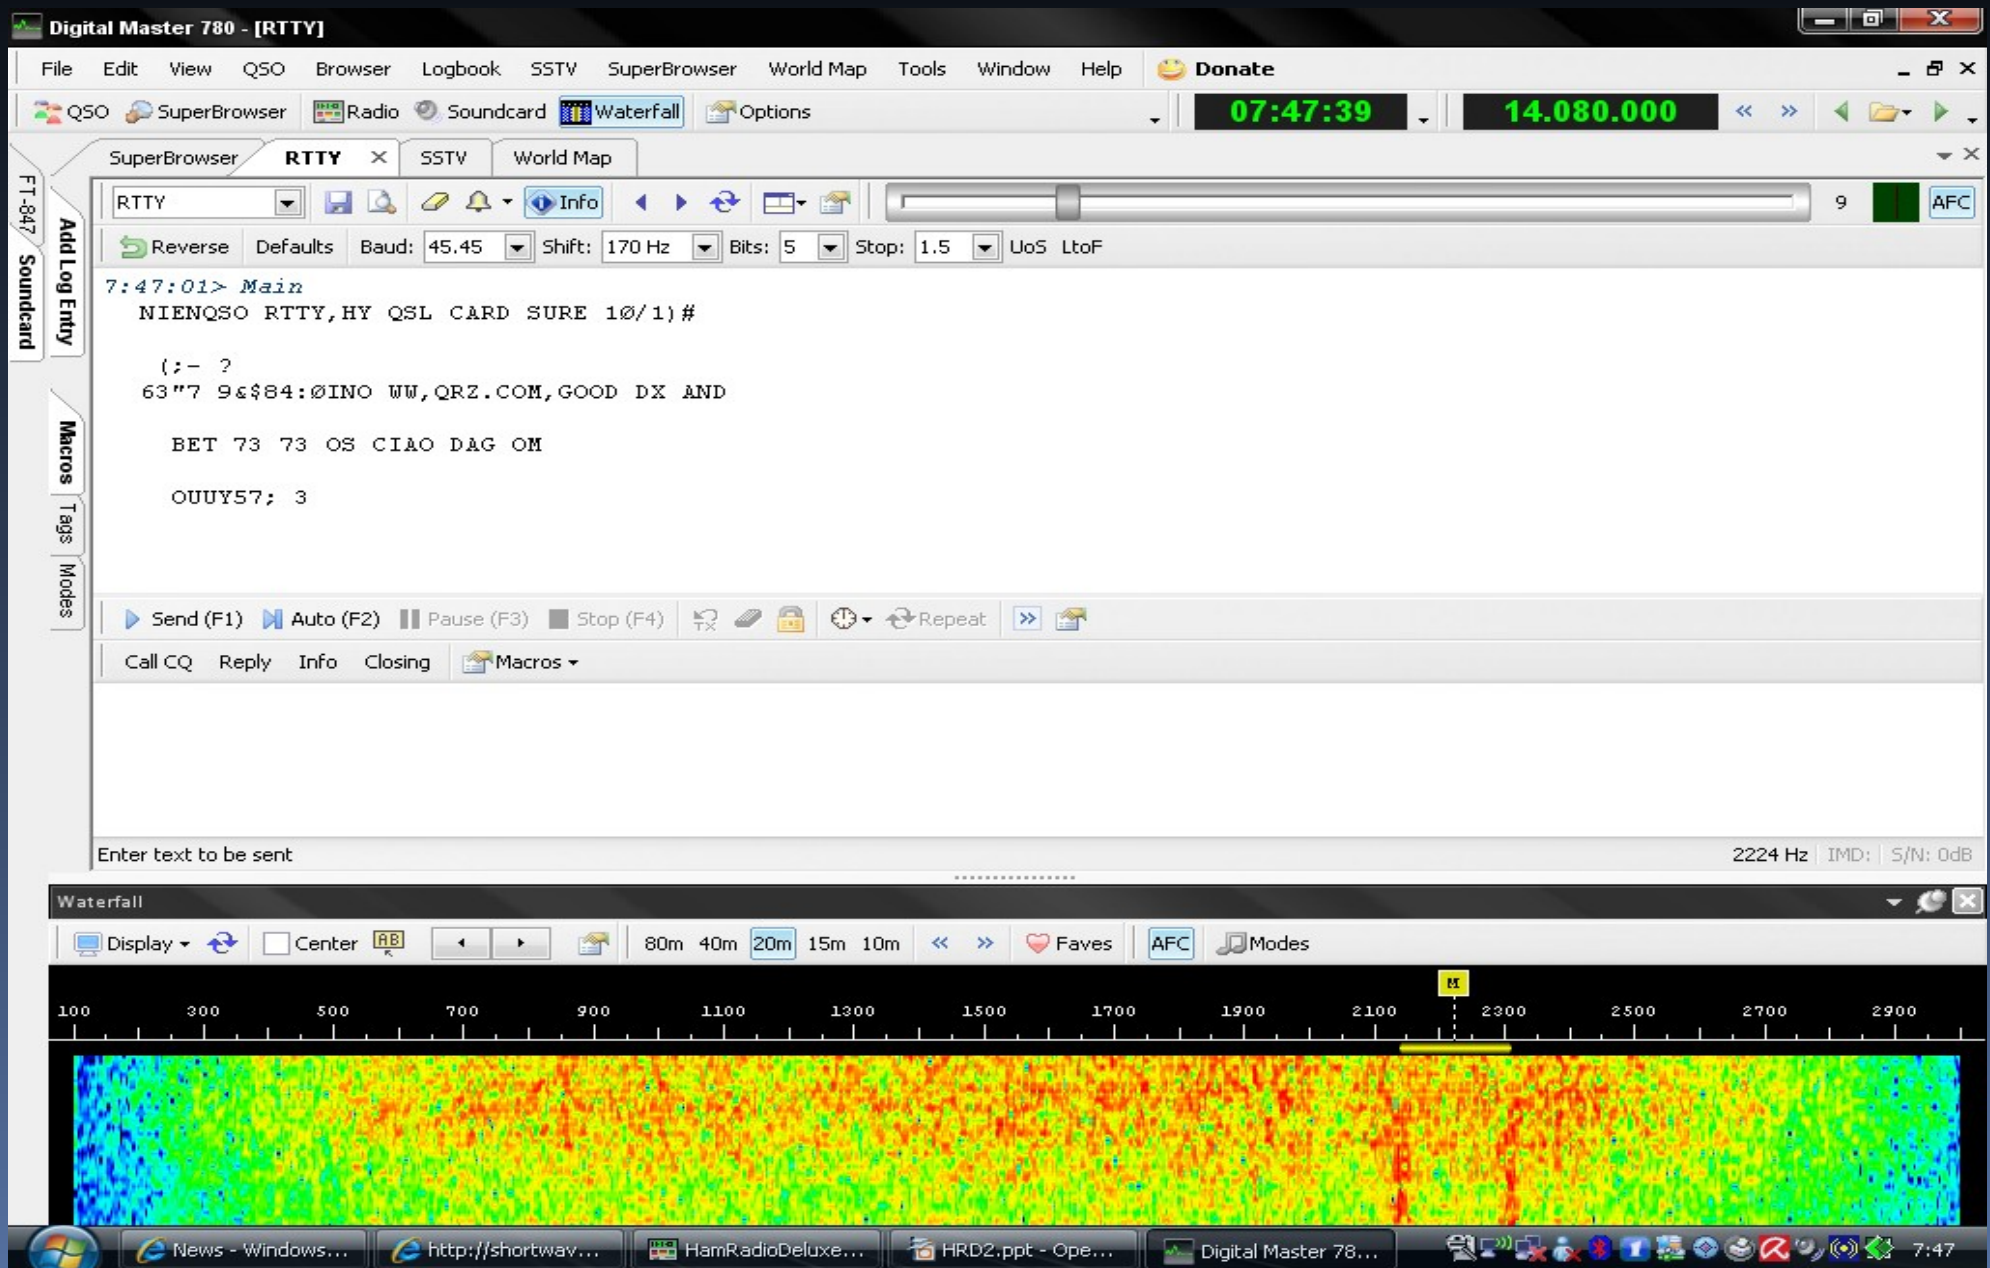 Digital Master 780 - [RTTY]
File Edit View QSO Browser Logbook SSTV SuperBrowser World Map Tools Window Help Donate
QSO SuperBrowser Radio Soundcard Waterfall Options 07:47:39 14.080.000
SuperBrowser RTTY SSTV World Map
FT-847 Soundcard
Add Log Entry
Macros Tags Modes
RTTY Info 9 AFC
Reverse Defaults Baud: 45.45 Shift: 170 Hz Bits: 5 Stop: 1.5 UoS LtoF
7:47:01> Main
NIENQSO RTTY,HY QSL CARD SURE 1Ø/1)#
(;- ?
63"7 9&$84:ØINO WW,QRZ.COM,GOOD DX AND
BET 73 73 OS CIAO DAG OM
OUUY57; 3
Send (F1) Auto (F2) Pause (F3) Stop (F4) TX Repeat
Call CQ Reply Info Closing Macros
Enter text to be sent 2224 Hz IMD: S/N: 0dB
Waterfall
Display Center AB 80m 40m 20m 15m 10m Faves AFC Modes
M
100 300 500 700 900 1100 1300 1500 1700 1900 2100 2300 2500 2700 2900
News - Windows... http://shortwav... HamRadioDeluxe... HRD2.ppt - Ope... Digital Master 78... 7:47